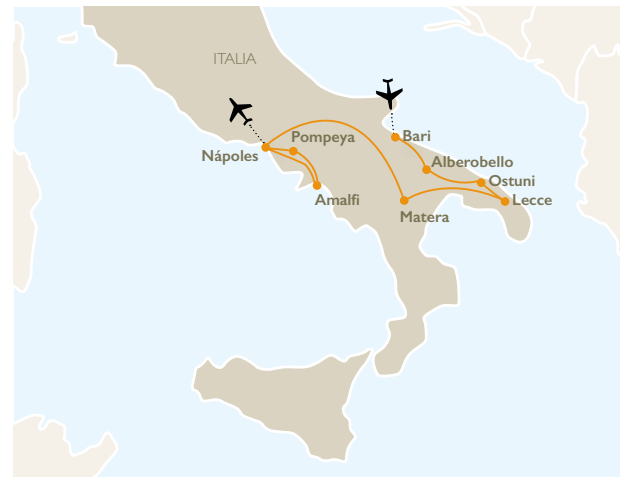 ITALIA
Pompeya
Bari
Nápoles
Alberobello
Ostuni
Amalfi
Lecce
Matera